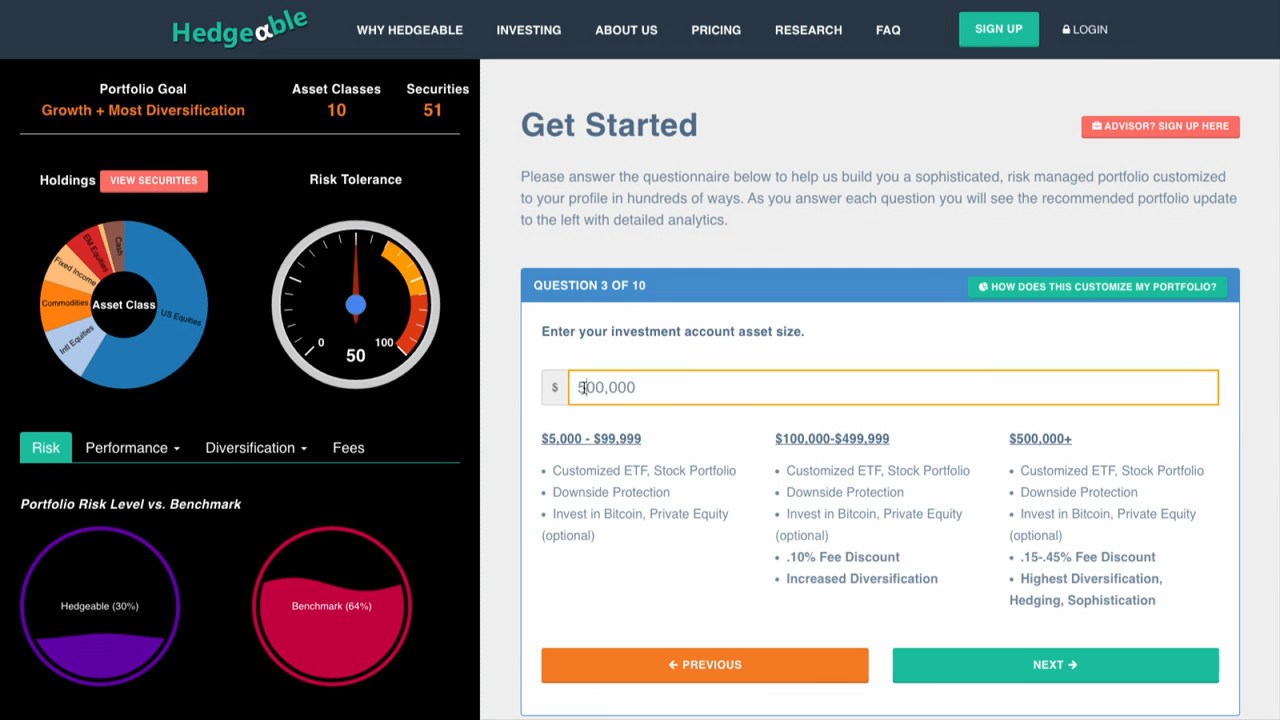 Hedgeαble
WHY HEDGEABLE
INVESTING
ABOUT US
PRICING
RESEARCH
FAQ
SIGN UP
LOGIN
Portfolio Goal
Growth + Most Diversification
Asset Classes
10
Securities
51
Holdings
VIEW SECURITIES
Risk Tolerance
Cash
EM Equities
Fixed Income
Commodities
Asset Class
US Equities
Intl Equities
0
100
50
Risk
Performance
Diversification
Fees
Portfolio Risk Level vs. Benchmark
Hedgeable (30%)
Benchmark (64%)
Get Started
ADVISOR? SIGN UP HERE
Please answer the questionnaire below to help us build you a sophisticated, risk managed portfolio customized
to your profile in hundreds of ways. As you answer each question you will see the recommended portfolio update
to the left with detailed analytics.
QUESTION 3 OF 10
HOW DOES THIS CUSTOMIZE MY PORTFOLIO?
Enter your investment account asset size.
$
500,000
$5,000 - $99,999
• Customized ETF, Stock Portfolio
• Downside Protection
• Invest in Bitcoin, Private Equity
(optional)
$100,000-$499,999
• Customized ETF, Stock Portfolio
• Downside Protection
• Invest in Bitcoin, Private Equity
(optional)
• .10% Fee Discount
• Increased Diversification
$500,000+
• Customized ETF, Stock Portfolio
• Downside Protection
• Invest in Bitcoin, Private Equity
(optional)
• .15-.45% Fee Discount
• Highest Diversification,
Hedging, Sophistication
← PREVIOUS
NEXT →